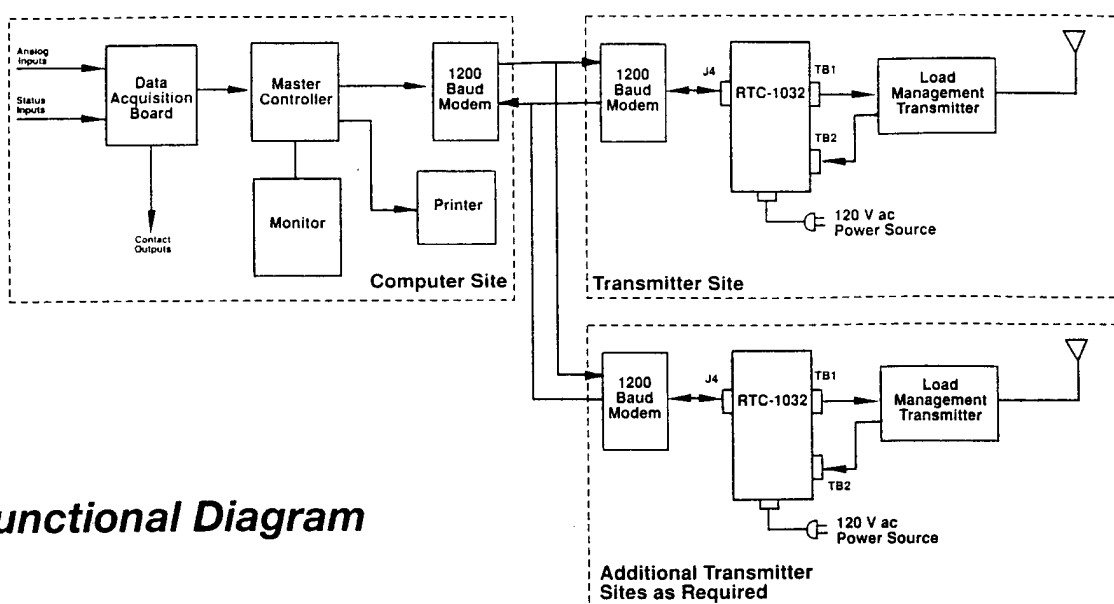 Analog
Inputs
Status
Inputs
Data
Acquisition
Board
Contact
Outputs
Master
Controller
Monitor
Printer
1200
Baud
Modem
Computer Site
1200
Baud
Modem
J4
RTC-1032
TB1
TB2
Load
Management
Transmitter
120 V ac
Power Source
Transmitter Site
1200
Baud
Modem
J4
RTC-1032
TB1
TB2
Load
Management
Transmitter
120 V ac
Power Source
Additional Transmitter
Sites as Required
unctional Diagram